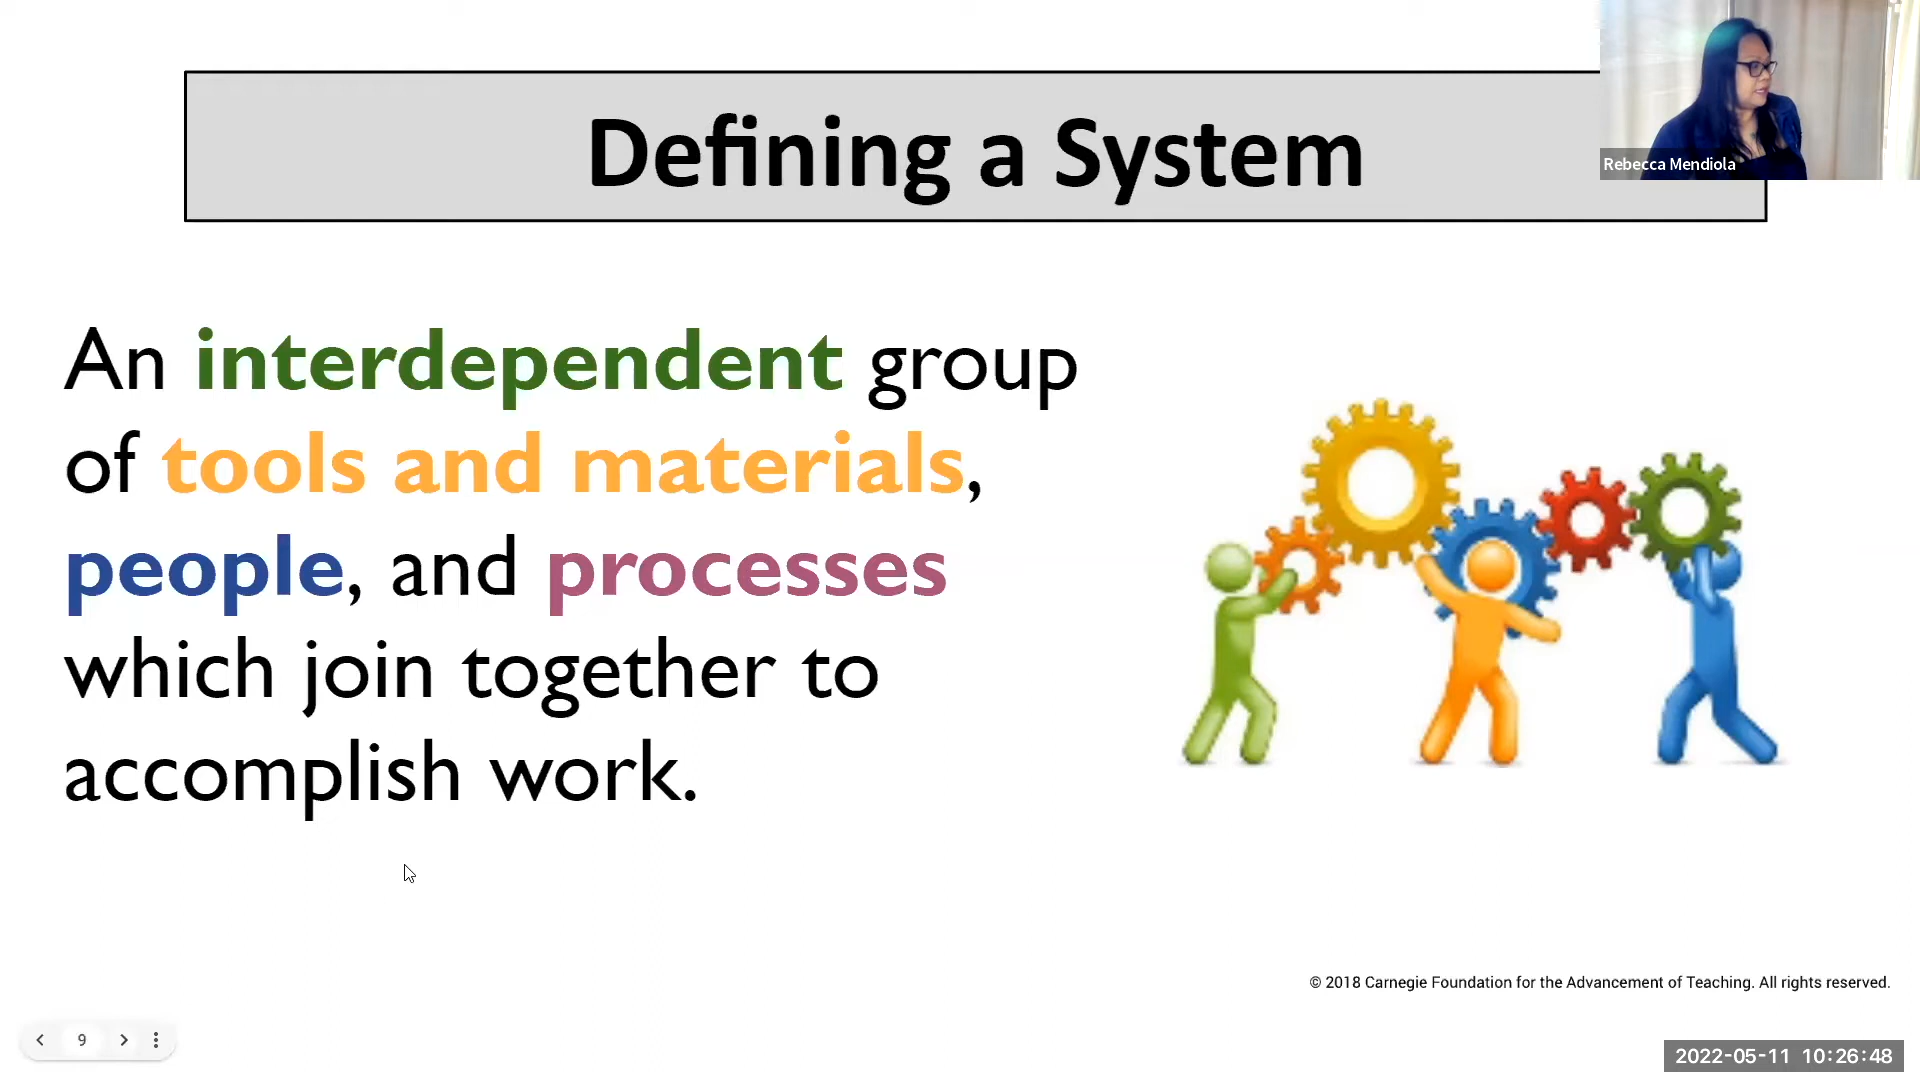 Defining a System
Rebecca Mendiola
An interdependent group
of tools and materials,
people, and processes
which join together to
accomplish work.
© 2018 Carnegie Foundation for the Advancement of Teaching. All rights reserved.
9
2022-05-11 10:26:48